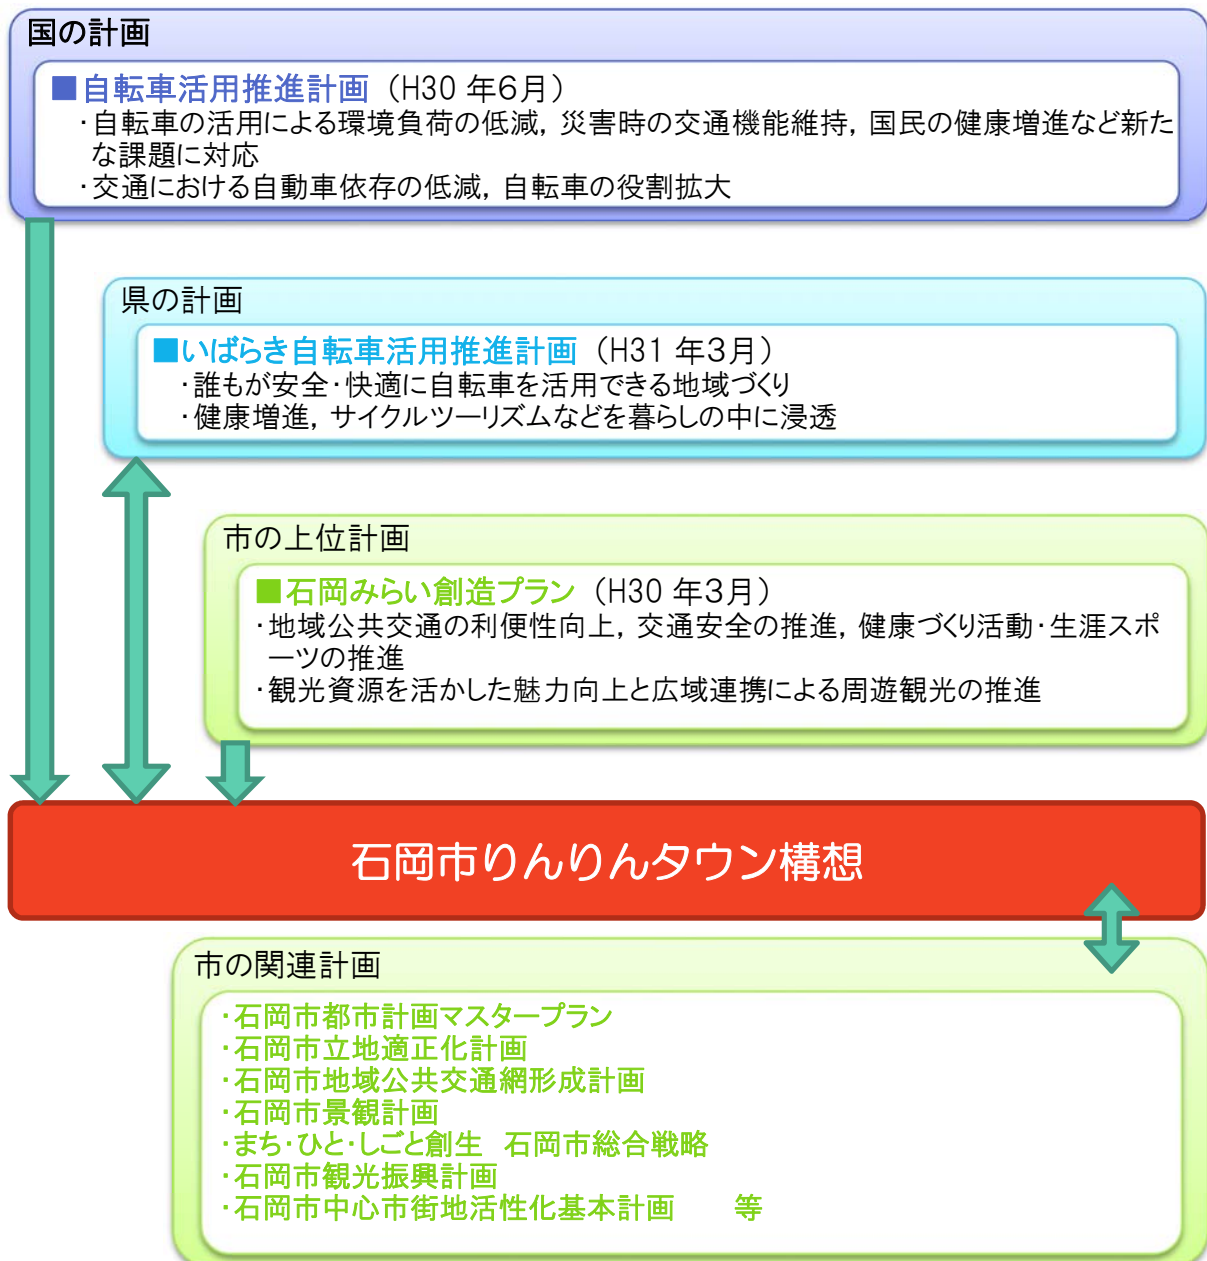 国の計画
■自転車活用推進計画（H30 年６月）
・自転車の活用による環境負荷の低減，災害時の交通機能維持，国民の健康増進など新た
な課題に対応
・交通における自動車依存の低減，自転車の役割拡大
県の計画
■いばらき自転車活用推進計画（H31 年３月）
・誰もが安全・快適に自転車を活用できる地域づくり
・健康増進，サイクルツーリズムなどを暮らしの中に浸透
市の上位計画
■石岡みらい創造プラン（H30 年３月）
・地域公共交通の利便性向上，交通安全の推進，健康づくり活動・生涯スポ
ーツの推進
・観光資源を活かした魅力向上と広域連携による周遊観光の推進
石岡市りんりんタウン構想
市の関連計画
・石岡市都市計画マスタープラン
・石岡市立地適正化計画
・石岡市地域公共交通網形成計画
・石岡市景観計画
・まち・ひと・しごと創生　石岡市総合戦略
・石岡市観光振興計画
・石岡市中心市街地活性化基本計画　　等